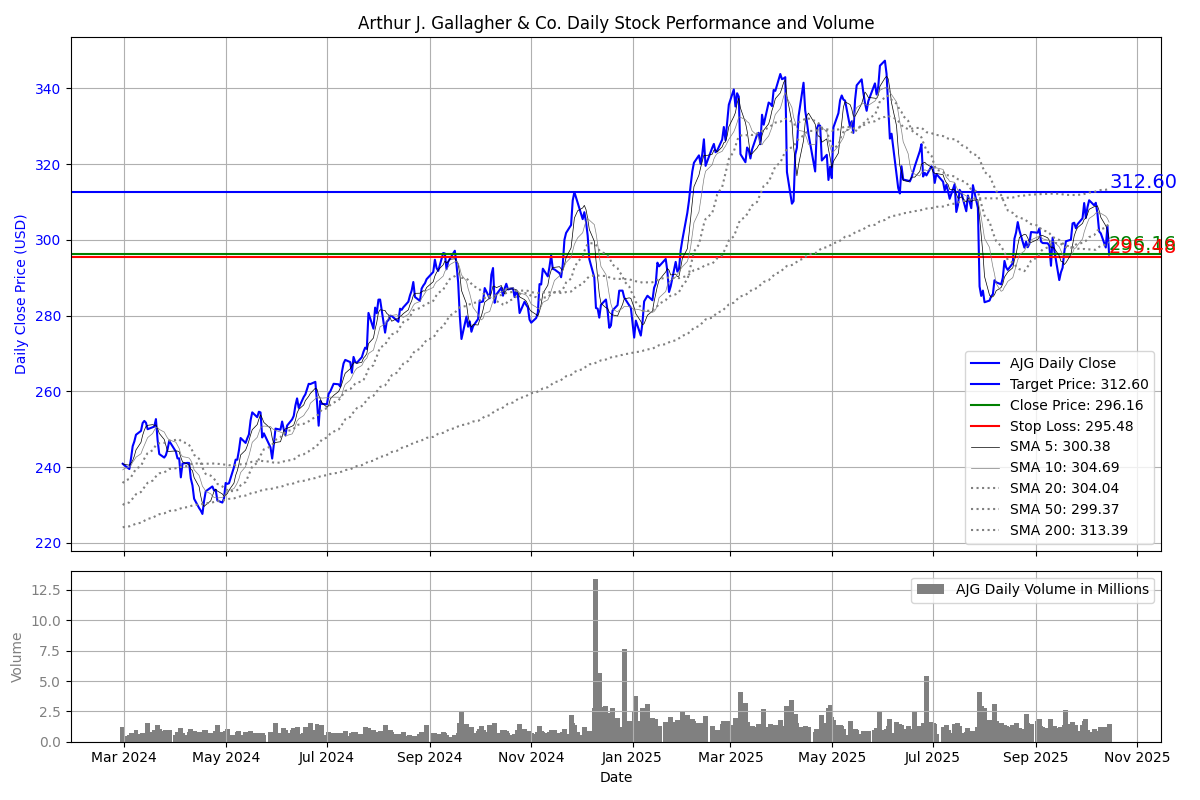 Arthur J. Gallagher & Co. Daily Stock Performance and Volume
Daily Close Price (USD)
340
320
300
280
260
240
220
312.60
296.16
295.48
AJG Daily Close
Target Price: 312.60
Close Price: 296.16
Stop Loss: 295.48
SMA 5: 300.38
SMA 10: 304.69
SMA 20: 304.04
SMA 50: 299.37
SMA 200: 313.39
Volume
12.5
10.0
7.5
5.0
2.5
0.0
AJG Daily Volume in Millions
Mar 2024 May 2024 Jul 2024 Sep 2024 Nov 2024 Jan 2025 Mar 2025 May 2025 Jul 2025 Sep 2025 Nov 2025
Date